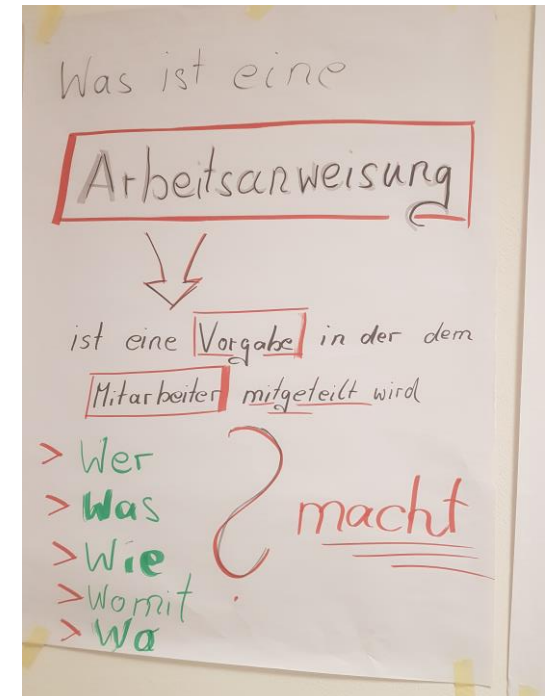 Was ist eine
Arbeitsanweisung
ist eine Vorgabe in der dem
Mitarbeiter mitgeteilt wird
> Wer
> Was
> Wie
> Womit
> Wo
? macht